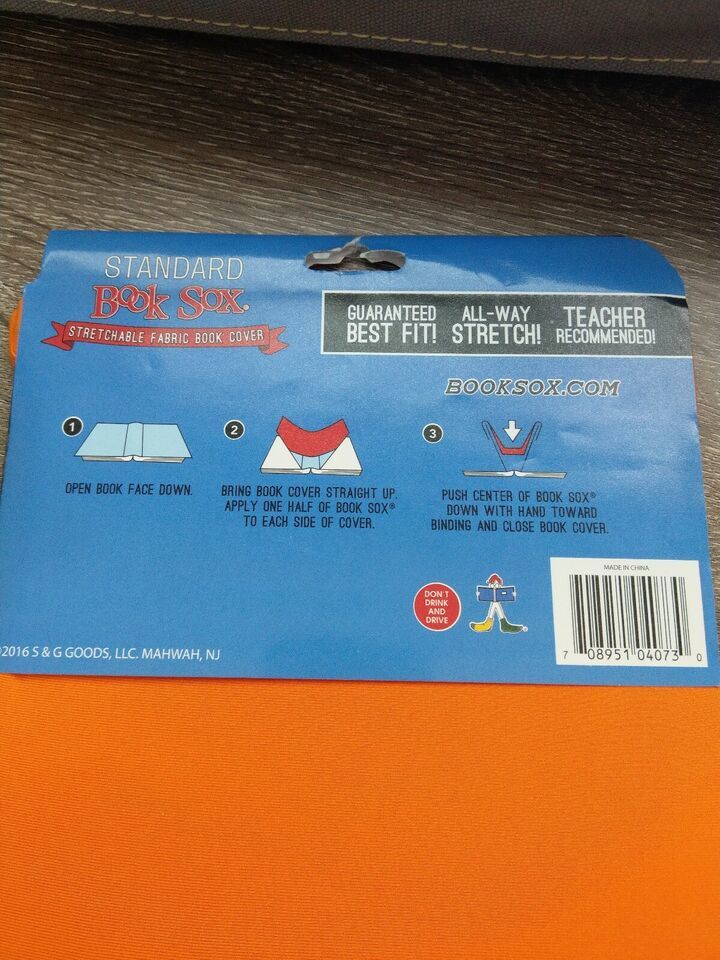 STANDARD
Book Sox®
STRETCHABLE FABRIC BOOK COVER
GUARANTEED BEST FIT!
ALL-WAY STRETCH!
TEACHER RECOMMENDED!
BOOKSOX.COM
1
OPEN BOOK FACE DOWN.
2
BRING BOOK COVER STRAIGHT UP.
APPLY ONE HALF OF BOOK SOX®
TO EACH SIDE OF COVER.
3
PUSH CENTER OF BOOK SOX®
DOWN WITH HAND TOWARD
BINDING AND CLOSE BOOK COVER.
DON'T
DRINK
AND
DRIVE
MADE IN CHINA
7 08951 04073 0
2016 S & G GOODS, LLC. MAHWAH, NJ